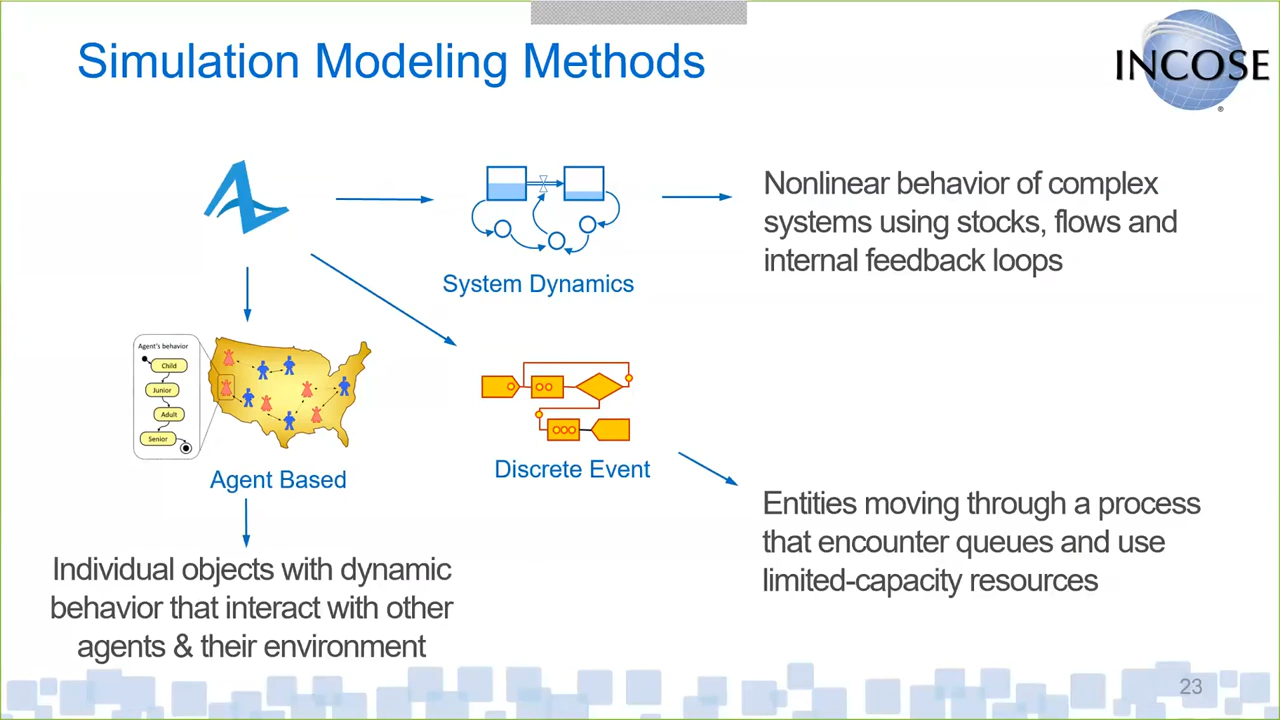 Simulation Modeling Methods
INCOSE
®
Nonlinear behavior of complex
systems using stocks, flows and
internal feedback loops
System Dynamics
Agent's behavior
Child
Junior
Adult
Senior
Agent Based
Discrete Event
Entities moving through a process
that encounter queues and use
limited-capacity resources
Individual objects with dynamic
behavior that interact with other
agents & their environment
23